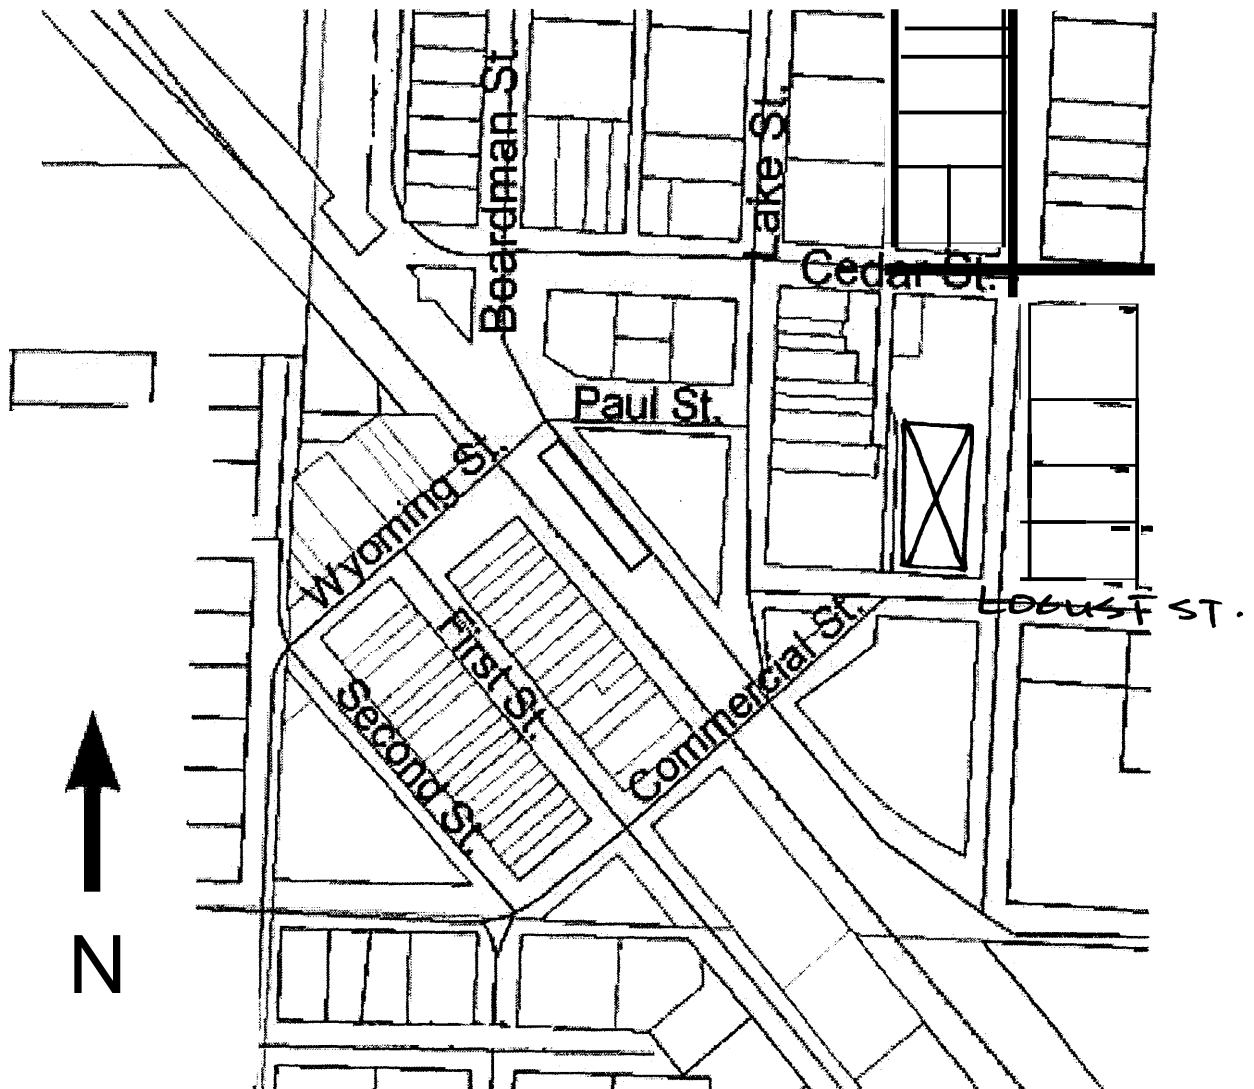 Boardman St
Lake St.
Cedar St.
Paul St.
Wyoming St.
LOCUST ST.
First St.
Commercial St.
Second St.
N